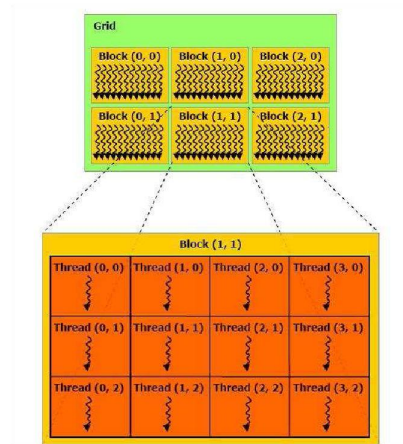 Grid
Block (0, 0) Block (1, 0) Block (2, 0)
Block (0, 1) Block (1, 1) Block (2, 1)
Block (1, 1)
Thread (0, 0) Thread (1, 0) Thread (2, 0) Thread (3, 0)
Thread (0, 1) Thread (1, 1) Thread (2, 1) Thread (3, 1)
Thread (0, 2) Thread (1, 2) Thread (2, 2) Thread (3, 2)